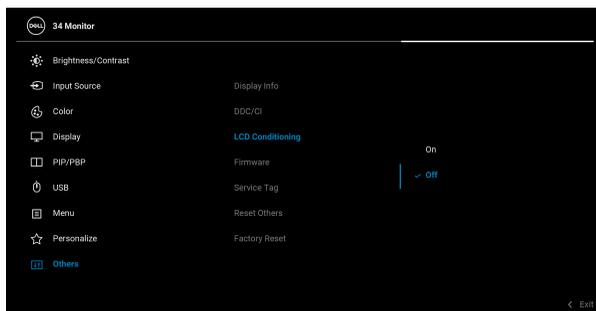 DELL 34 Monitor
Brightness/Contrast
Input Source
Color
Display
PIP/PBP
USB
Menu
Personalize
Others
Display Info
DDC/CI
LCD Conditioning
Firmware
Service Tag
Reset Others
Factory Reset
On
Off
Exit